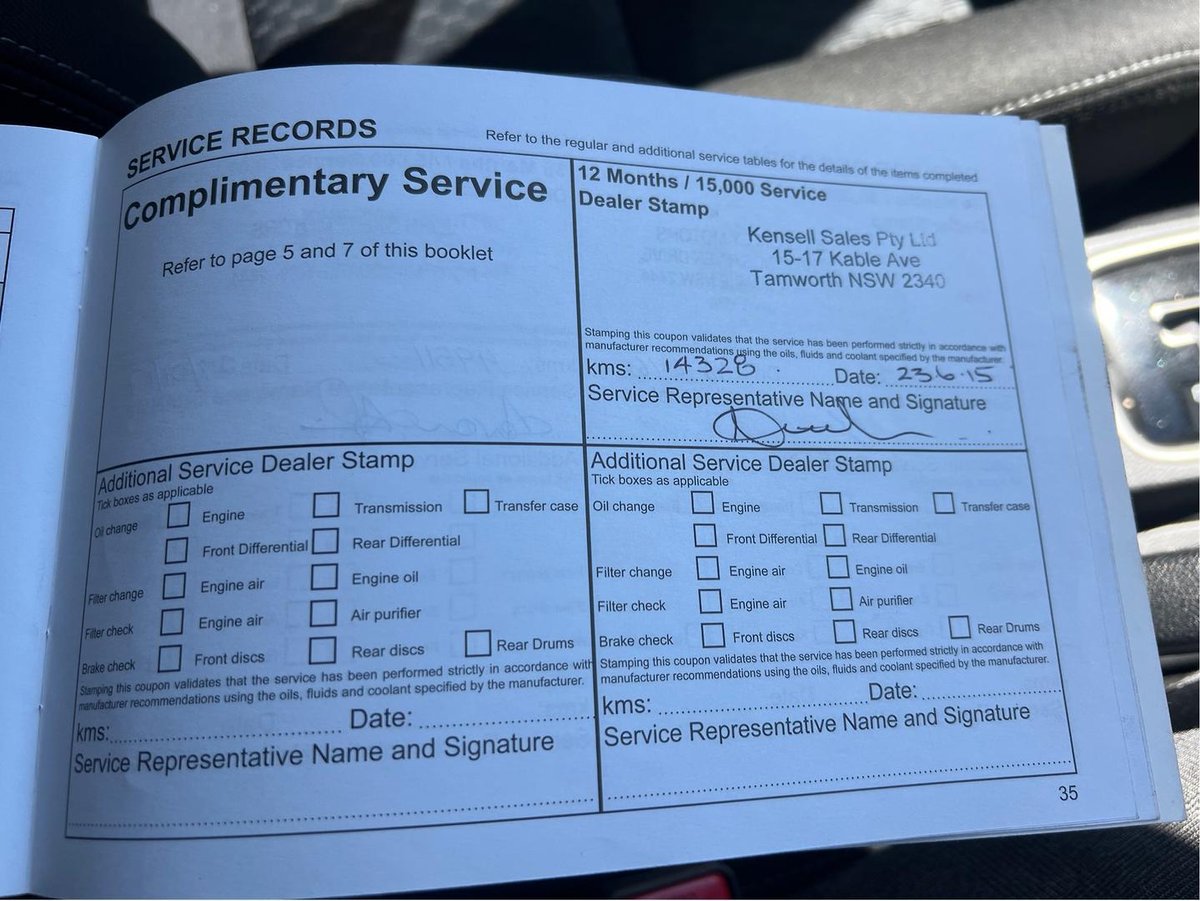 SERVICE RECORDS
Refer to the regular and additional service tables for the details of the items completed
Complimentary Service
Refer to page 5 and 7 of this booklet
12 Months / 15,000 Service
Dealer Stamp
Kensell Sales Pty Ltd
15-17 Kable Ave
Tamworth NSW 2340
Stamping this coupon validates that the service has been performed strictly in accordance with
manufacturer recommendations using the oils, fluids and coolant specified by the manufacturer.
kms: 14328 Date: 23.6.15
Service Representative Name and Signature
Additional Service Dealer Stamp
Tick boxes as applicable
Oil change Engine Transmission Transfer case
Front Differential Rear Differential
Filter change Engine air Engine oil
Filter check Engine air Air purifier
Brake check Front discs Rear discs Rear Drums
Stamping this coupon validates that the service has been performed strictly in accordance with
manufacturer recommendations using the oils, fluids and coolant specified by the manufacturer.
kms: Date:
Service Representative Name and Signature
Additional Service Dealer Stamp
Tick boxes as applicable
Oil change Engine Transmission Transfer case
Front Differential Rear Differential
Filter change Engine air Engine oil
Filter check Engine air Air purifier
Brake check Front discs Rear discs Rear Drums
Stamping this coupon validates that the service has been performed strictly in accordance with
manufacturer recommendations using the oils, fluids and coolant specified by the manufacturer.
kms: Date:
Service Representative Name and Signature
35